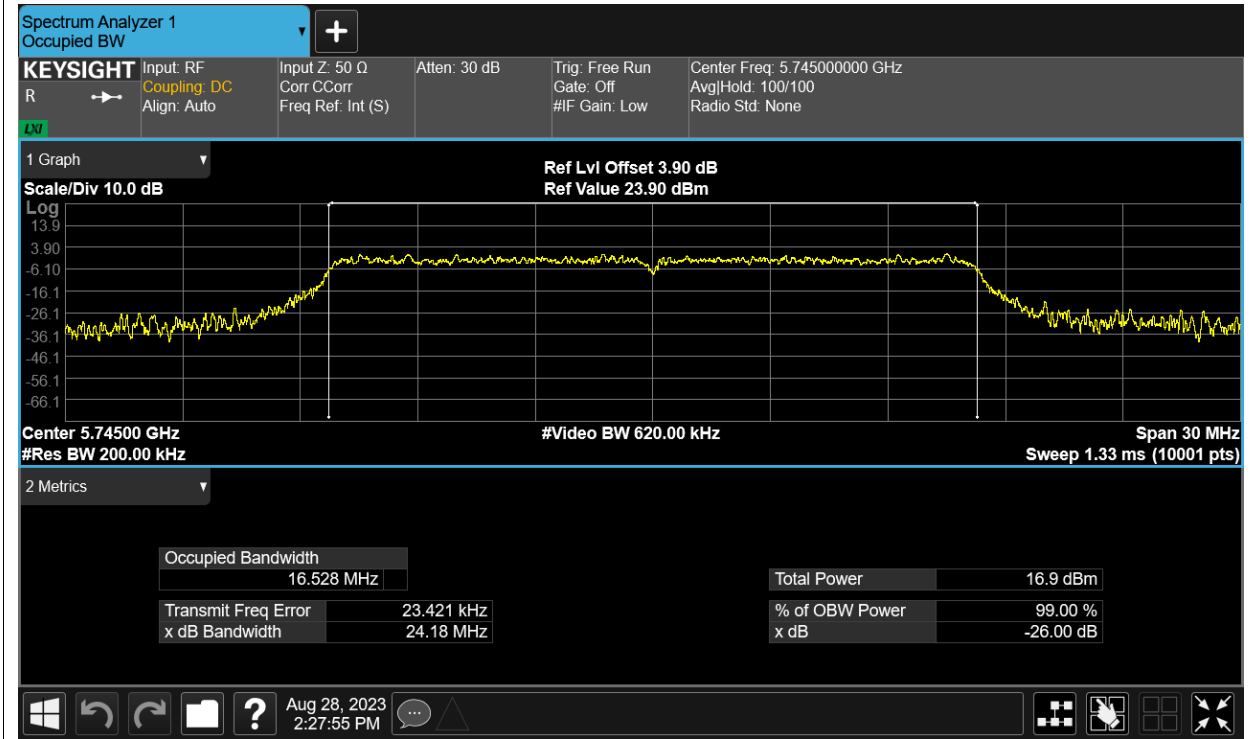 Spectrum Analyzer 1
Occupied BW
KEYSIGHT
R
LXI
Input: RF
Coupling: DC
Align: Auto
Input Z: 50 Ω
Corr CCorr
Freq Ref: Int (S)
Atten: 30 dB
Trig: Free Run
Gate: Off
#IF Gain: Low
Center Freq: 5.745000000 GHz
Avg|Hold: 100/100
Radio Std: None
1 Graph
Scale/Div 10.0 dB
Ref Lvl Offset 3.90 dB
Ref Value 23.90 dBm
Log
13.9
3.90
-6.10
-16.1
-26.1
-36.1
-46.1
-56.1
-66.1
Center 5.74500 GHz
#Video BW 620.00 kHz
Span 30 MHz
#Res BW 200.00 kHz
Sweep 1.33 ms (10001 pts)
2 Metrics
Occupied Bandwidth
16.528 MHz
Total Power 16.9 dBm
Transmit Freq Error 23.421 kHz
% of OBW Power 99.00 %
x dB Bandwidth 24.18 MHz
x dB -26.00 dB
?
Aug 28, 2023
2:27:55 PM